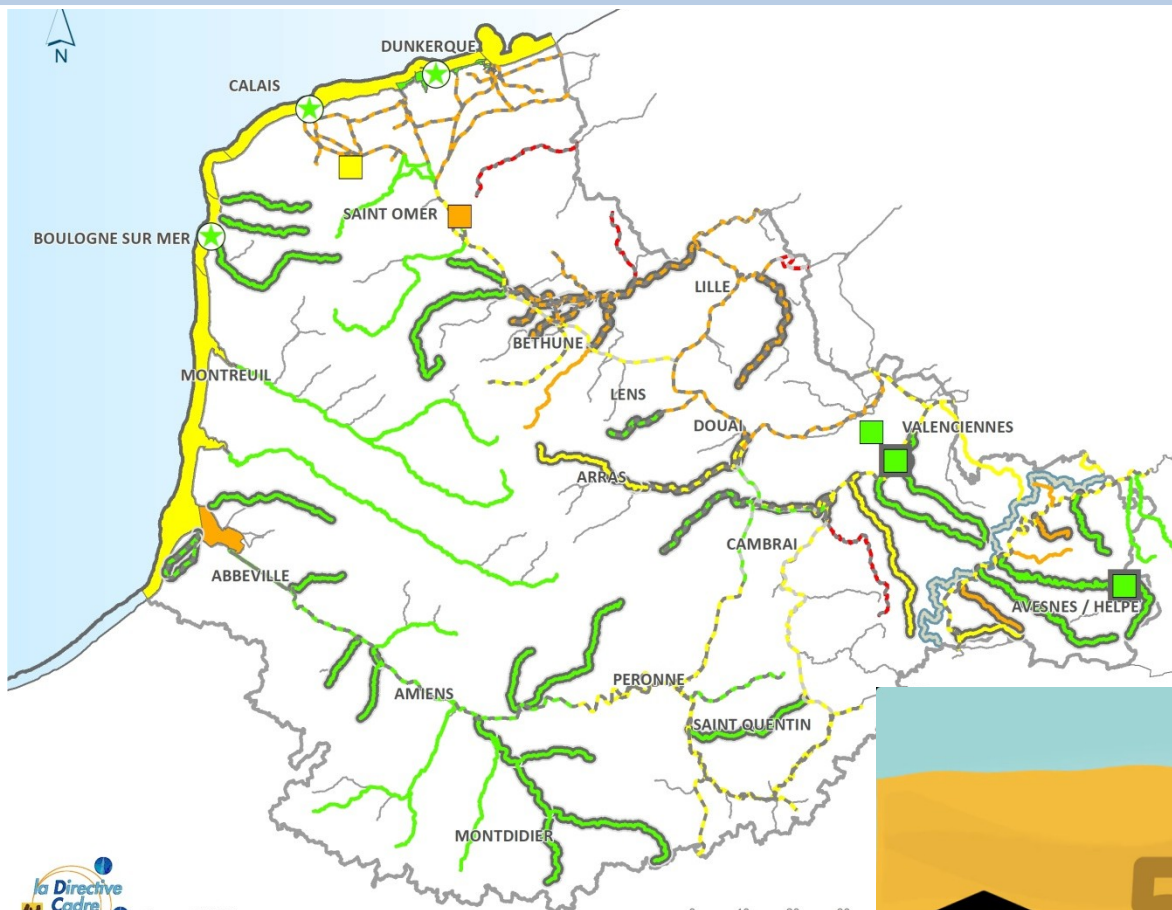 N
DUNKERQUE
CALAIS
SAINT OMER
BOULOGNE SUR MER
LILLE
BETHUNE
MONTREUIL
LENS
DOUAI
VALENCIENNES
ARRAS
CAMBRAI
ABBEVILLE
AVESNES / HELPE
PERONNE
AMIENS
SAINT QUENTIN
MONTDIDIER
la Directive
Cadre